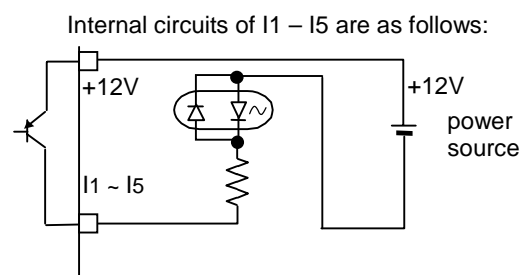 Internal circuits of I1 – I5 are as follows:
+12V
+12V
power
source
I1 ~ I5